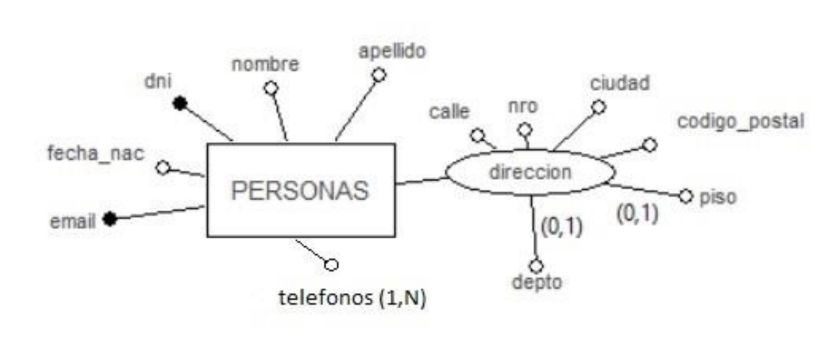 apellido
nombre
dni
ciudad
nro
calle
codigo_postal
fecha_nac
direccion
PERSONAS
piso
email
(0,1)
(0,1)
depto
telefonos (1,N)